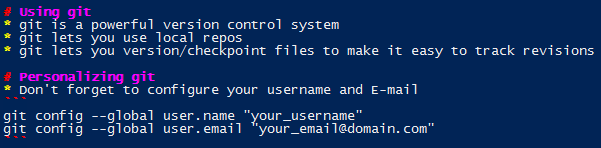 # Using git
* git is a powerful version control system
* git lets you use local repos
* git lets you version/checkpoint files to make it easy to track revisions
# Personalizing git
* Don't forget to configure your username and E-mail
```
git config --global user.name "your_username"
git config --global user.email "your_email@domain.com"
```